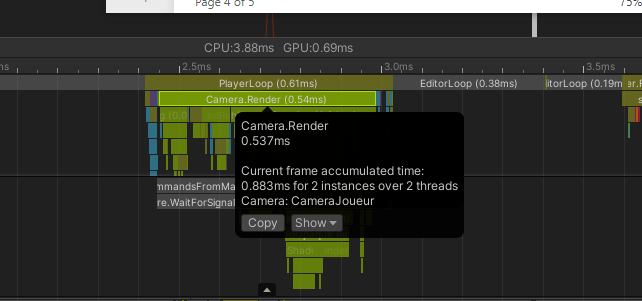 Page 4 of 5
75%
CPU:3.88ms GPU:0.69ms
2.5ms
3.0ms
3.5ms
PlayerLoop (0.61ms)
EditorLoop (0.38ms)
itorLoop (0.19m
Camera.Render (0.54ms)
Camera.Render
0.537ms
Current frame accumulated time:
0.883ms for 2 instances over 2 threads
Camera: CameraJoueur
mmandsFromMa
re.WaitForSignal
Copy
Show